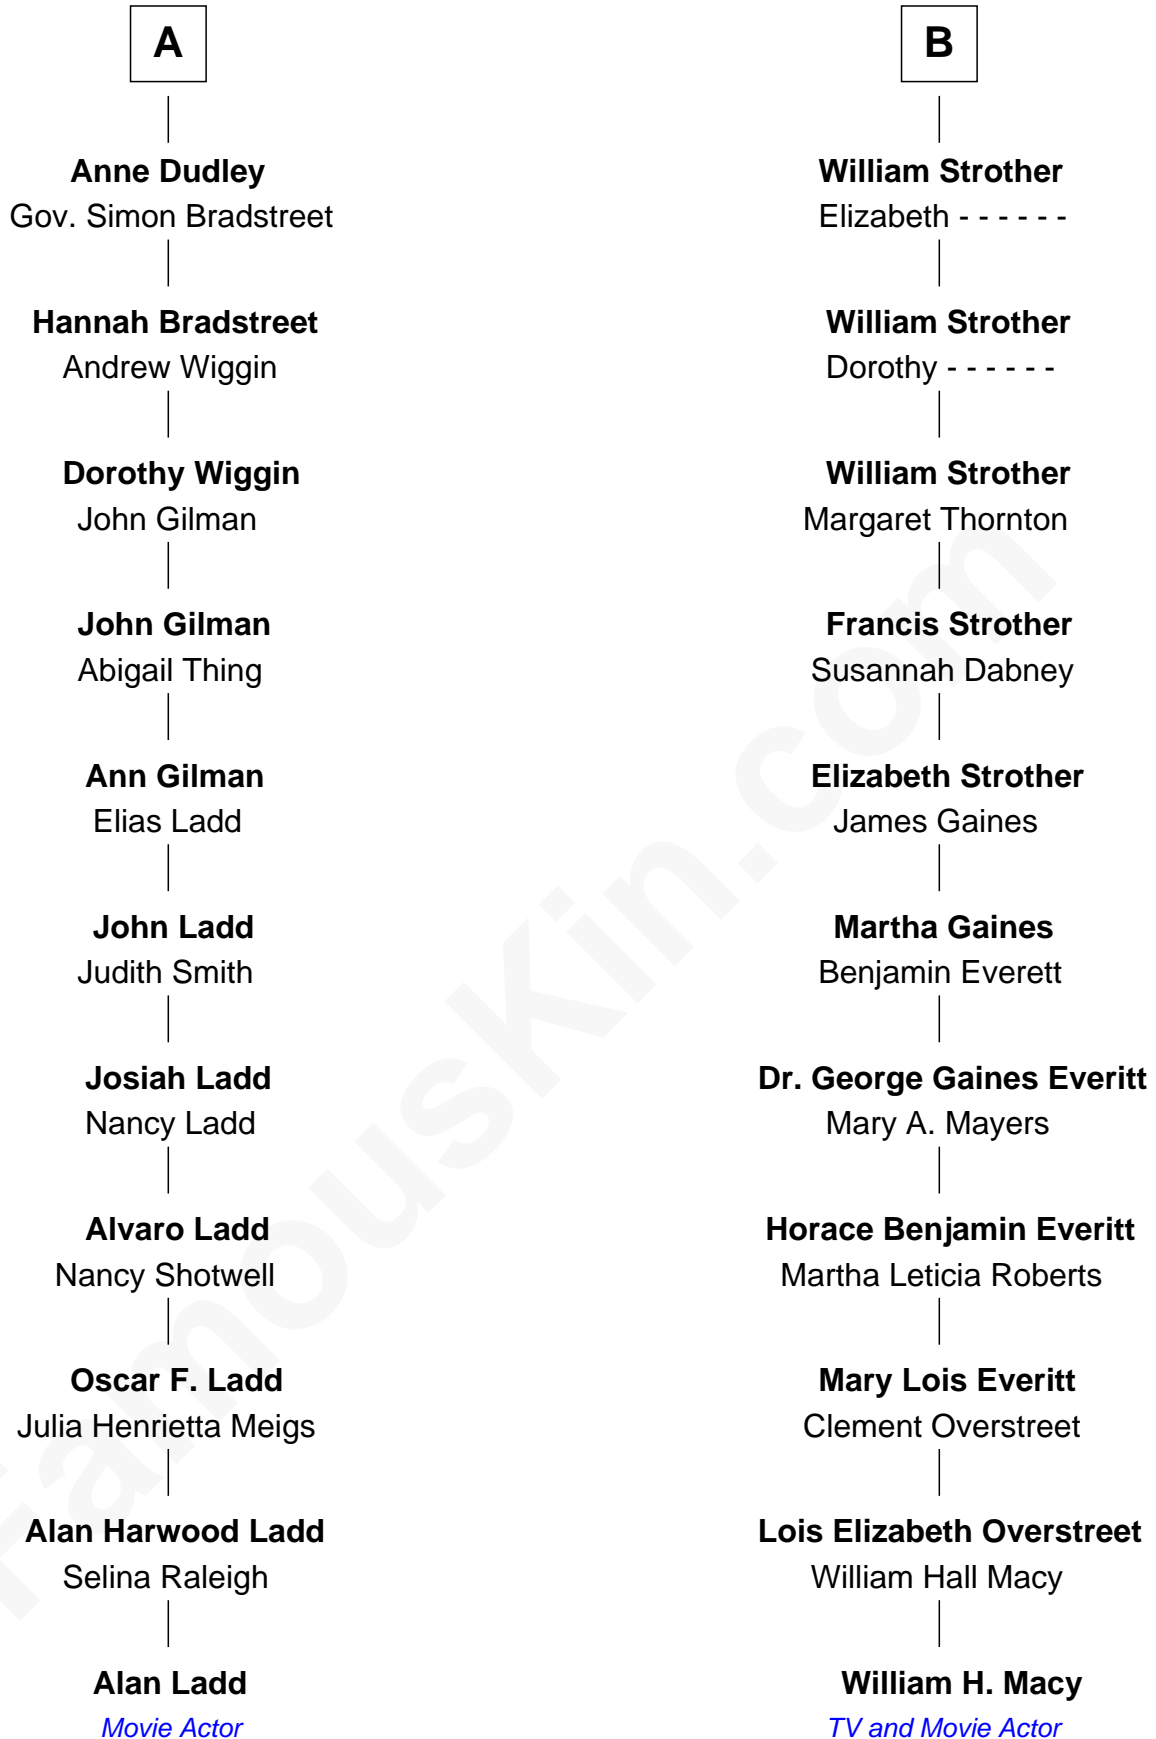 A
Anne Dudley
Gov. Simon Bradstreet
Hannah Bradstreet
Andrew Wiggin
Dorothy Wiggin
John Gilman
John Gilman
Abigail Thing
Ann Gilman
Elias Ladd
John Ladd
Judith Smith
Josiah Ladd
Nancy Ladd
Alvaro Ladd
Nancy Shotwell
Oscar F. Ladd
Julia Henrietta Meigs
Alan Harwood Ladd
Selina Raleigh
Alan Ladd
Movie Actor
B
William Strother
Elizabeth - - - - - -
William Strother
Dorothy - - - - - -
William Strother
Margaret Thornton
Francis Strother
Susannah Dabney
Elizabeth Strother
James Gaines
Martha Gaines
Benjamin Everett
Dr. George Gaines Everitt
Mary A. Mayers
Horace Benjamin Everitt
Martha Leticia Roberts
Mary Lois Everitt
Clement Overstreet
Lois Elizabeth Overstreet
William Hall Macy
William H. Macy
TV and Movie Actor
FamousKin.com